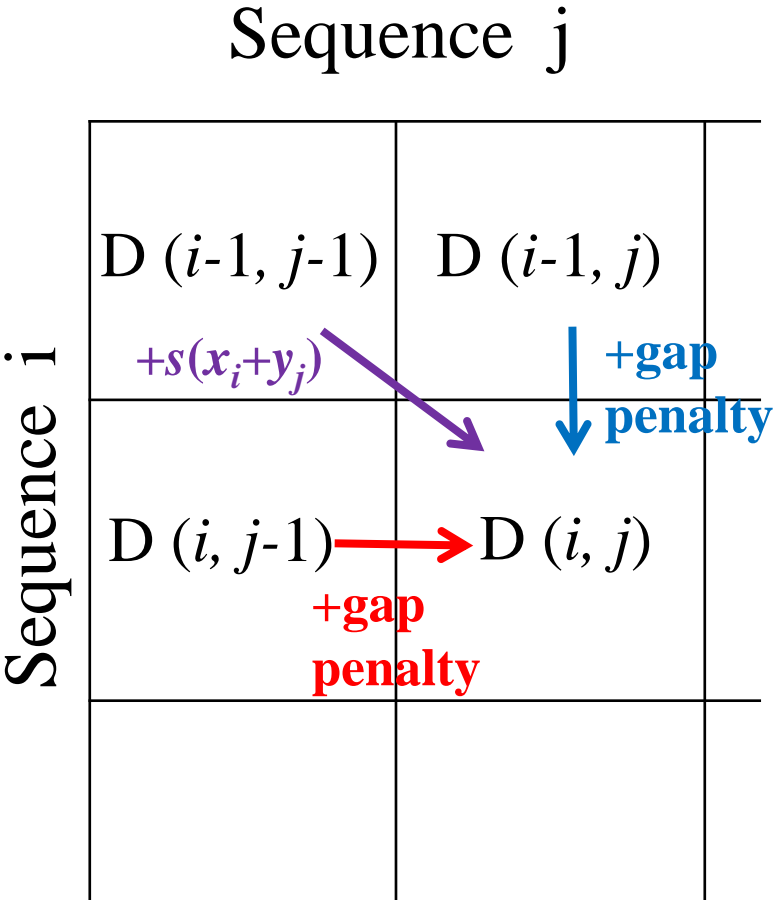 Sequence j
Sequence i
D (i-1, j-1)
D (i-1, j)
+s(xᵢ+yⱼ)
+gap
penalty
D (i, j-1)
D (i, j)
+gap
penalty